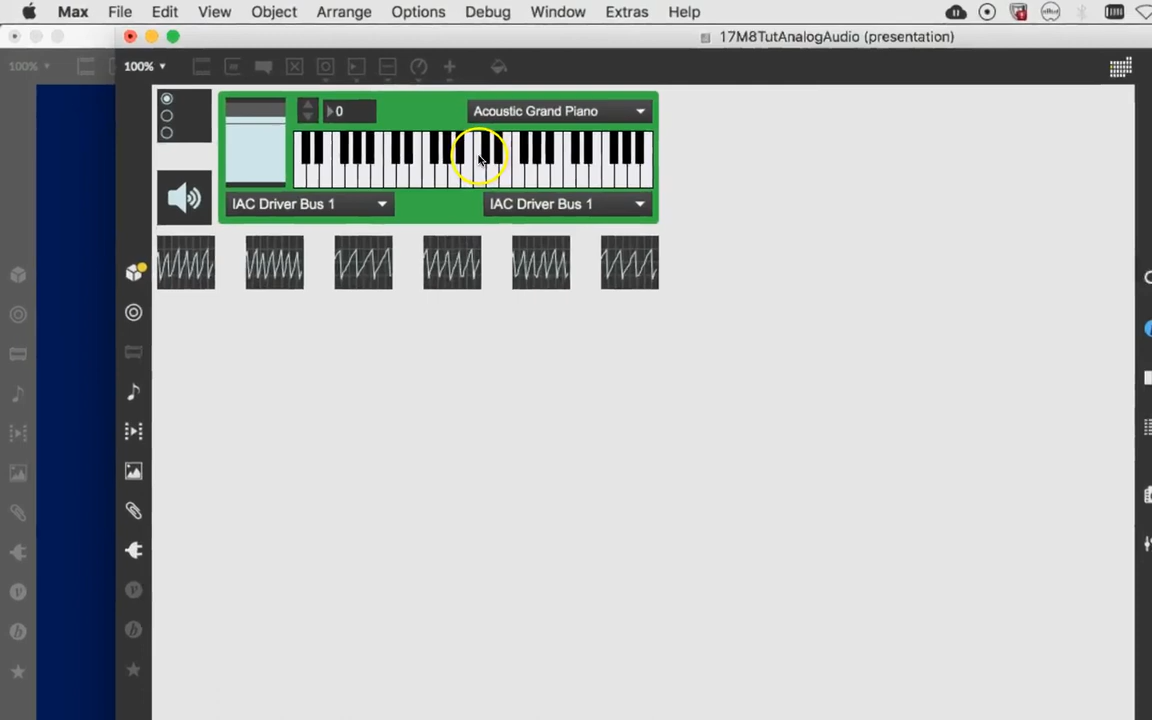 Max File Edit View Object Arrange Options Debug Window Extras Help
17M8TutAnalogAudio (presentation)
100% 100%
0 Acoustic Grand Piano
IAC Driver Bus 1 IAC Driver Bus 1